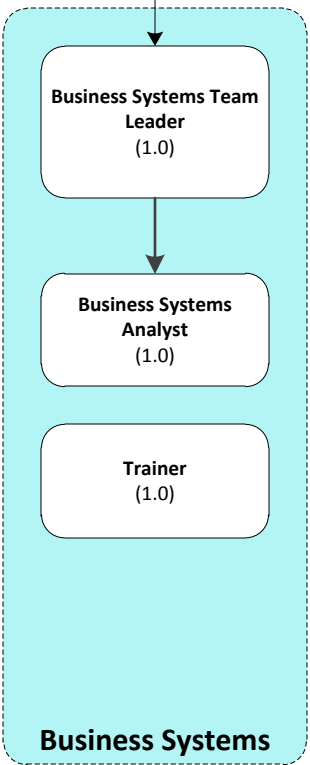 Business Systems Team
Leader
(1.0)
Business Systems
Analyst
(1.0)
Trainer
(1.0)
Business Systems